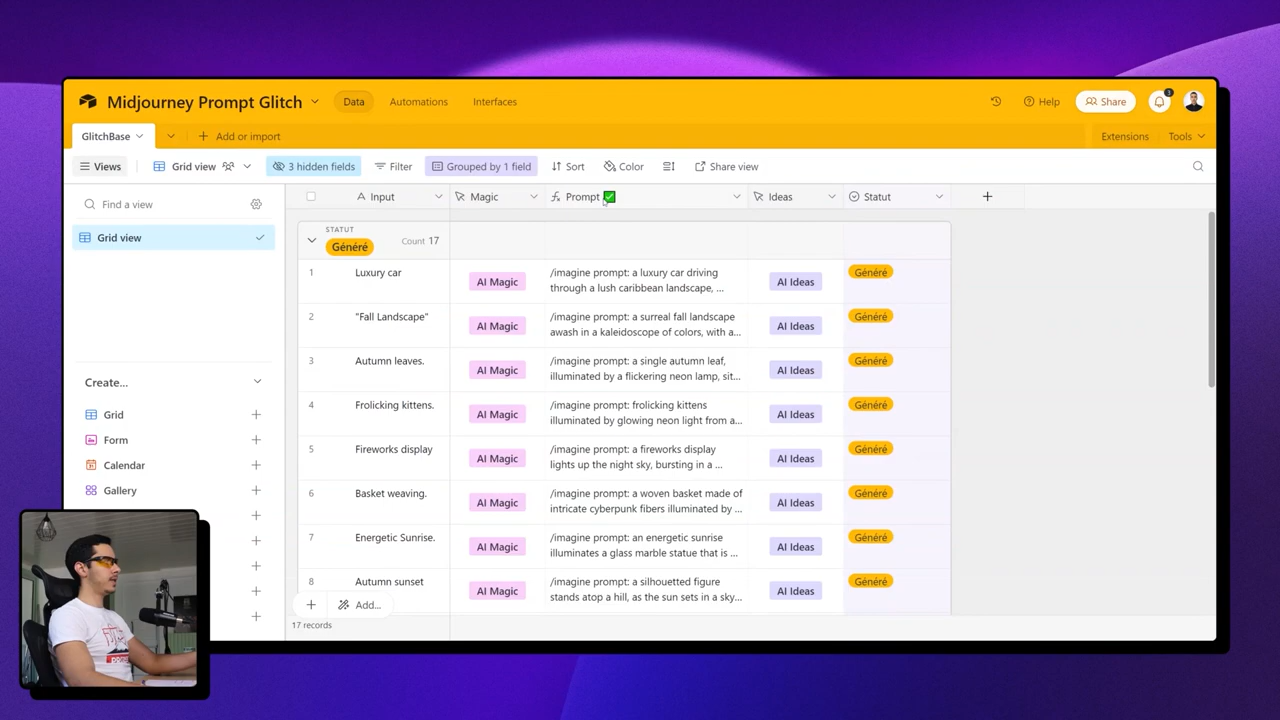 Midjourney Prompt Glitch
Data
Automations
Interfaces
Help
Share
3
GlitchBase
Add or import
Extensions
Tools
Views
Grid view
3 hidden fields
Filter
Grouped by 1 field
Sort
Color
Share view
Find a view
Grid view
Create...
Grid
Form
Calendar
Gallery
Input
Magic
Prompt ✅
Ideas
Statut
STATUT
Généré
Count 17
1
Luxury car
AI Magic
/imagine prompt: a luxury car driving
through a lush caribbean landscape, ...
AI Ideas
Généré
2
"Fall Landscape"
AI Magic
/imagine prompt: a surreal fall landscape
awash in a kaleidoscope of colors, with a...
AI Ideas
Généré
3
Autumn leaves.
AI Magic
/imagine prompt: a single autumn leaf,
illuminated by a flickering neon lamp, sit...
AI Ideas
Généré
4
Frolicking kittens.
AI Magic
/imagine prompt: frolicking kittens
illuminated by glowing neon light from a...
AI Ideas
Généré
5
Fireworks display
AI Magic
/imagine prompt: a fireworks display
lights up the night sky, bursting in a ...
AI Ideas
Généré
6
Basket weaving.
AI Magic
/imagine prompt: a woven basket made of
intricate cyberpunk fibers illuminated by ...
AI Ideas
Généré
7
Energetic Sunrise.
AI Magic
/imagine prompt: an energetic sunrise
illuminates a glass marble statue that is ...
AI Ideas
Généré
8
Autumn sunset
AI Magic
/imagine prompt: a silhouetted figure
stands atop a hill, as the sun sets in a sky...
AI Ideas
Généré
Add...
17 records